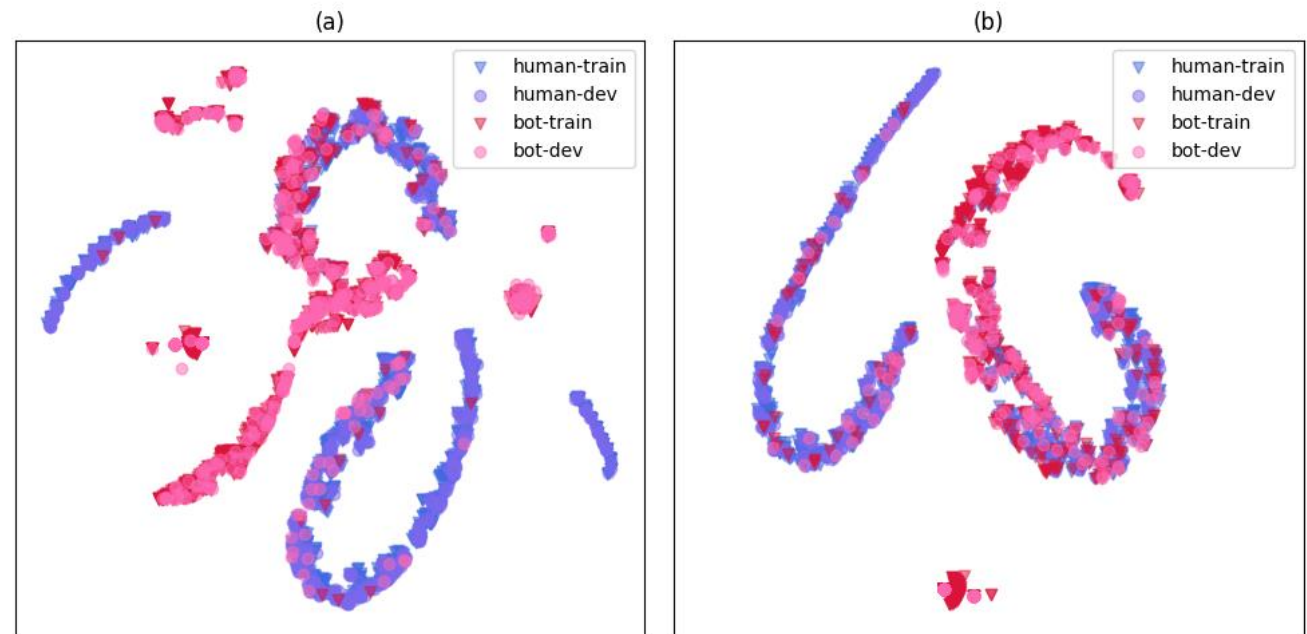 (a)
human-train
human-dev
bot-train
bot-dev
(b)
human-train
human-dev
bot-train
bot-dev